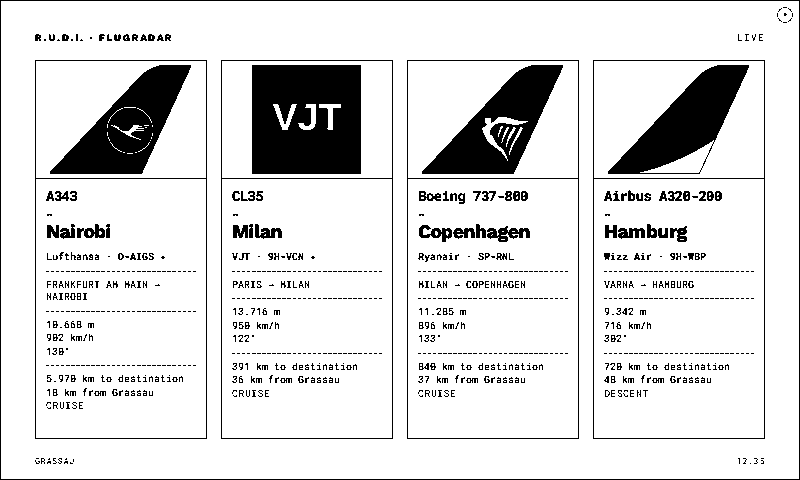 R.U.D.I. · FLUGRADAR
LIVE
A343
--
Nairobi
Lufthansa · D-AIGS ✦
FRANKFURT AM MAIN →
NAIROBI
10.668 m
902 km/h
130°
5.970 km to destination
18 km from Grassau
CRUISE
VJT
CL35
--
Milan
VJT · 9H-VCN ✦
PARIS → MILAN
13.716 m
950 km/h
122°
391 km to destination
36 km from Grassau
CRUISE
Boeing 737-800
--
Copenhagen
Ryanair · SP-RNL
MILAN → COPENHAGEN
11.285 m
896 km/h
133°
840 km to destination
37 km from Grassau
CRUISE
Airbus A320-200
--
Hamburg
Wizz Air · 9H-WBP
VARNA → HAMBURG
9.342 m
716 km/h
302°
720 km to destination
48 km from Grassau
DESCENT
GRASSAU
12.35